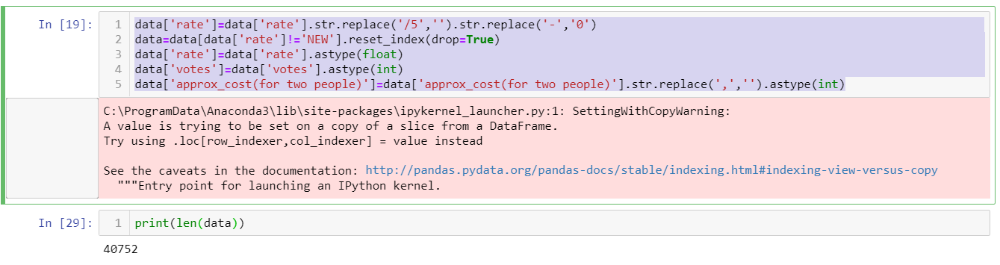 In [19]:
1 data['rate']=data['rate'].str.replace('/5','').str.replace('-','0')
2 data=data[data['rate']!='NEW'].reset_index(drop=True)
3 data['rate']=data['rate'].astype(float)
4 data['votes']=data['votes'].astype(int)
5 data['approx_cost(for two people)']=data['approx_cost(for two people)'].str.replace(',','').astype(int)
C:\ProgramData\Anaconda3\lib\site-packages\ipykernel_launcher.py:1: SettingWithCopyWarning:
A value is trying to be set on a copy of a slice from a DataFrame.
Try using .loc[row_indexer,col_indexer] = value instead
See the caveats in the documentation: http://pandas.pydata.org/pandas-docs/stable/indexing.html#indexing-view-versus-copy
"""Entry point for launching an IPython kernel.
In [29]:
1 print(len(data))
40752